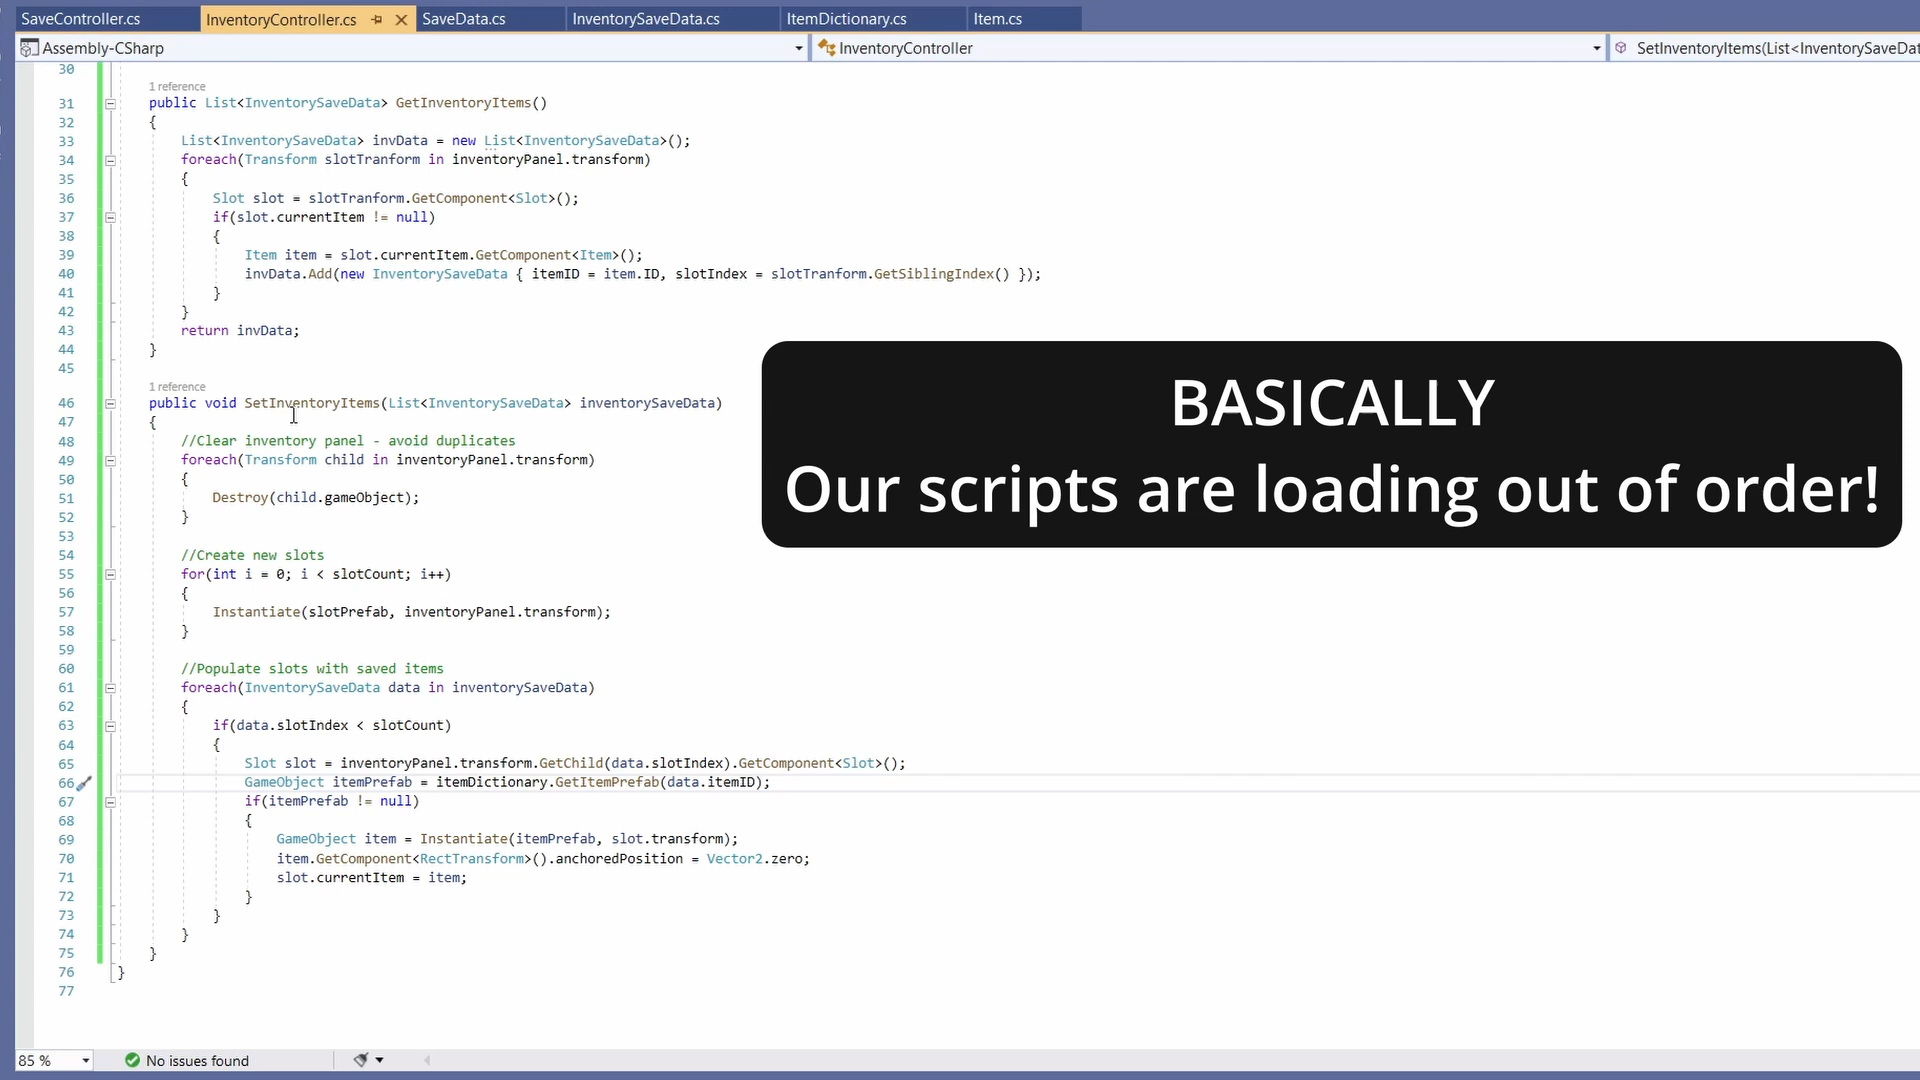 SaveController.cs InventoryController.cs SaveData.cs InventorySaveData.cs ItemDictionary.cs Item.cs
Assembly-CSharp InventoryController SetInventoryItems(List<InventorySaveDat
30
1 reference
31 public List<InventorySaveData> GetInventoryItems()
32 {
33 List<InventorySaveData> invData = new List<InventorySaveData>();
34 foreach(Transform slotTranform in inventoryPanel.transform)
35 {
36 Slot slot = slotTranform.GetComponent<Slot>();
37 if(slot.currentItem != null)
38 {
39 Item item = slot.currentItem.GetComponent<Item>();
40 invData.Add(new InventorySaveData { itemID = item.ID, slotIndex = slotTranform.GetSiblingIndex() });
41 }
42 }
43 return invData;
44 }
45
1 reference
46 public void SetInventoryItems(List<InventorySaveData> inventorySaveData)
47 {
48 //Clear inventory panel - avoid duplicates
49 foreach(Transform child in inventoryPanel.transform)
50 {
51 Destroy(child.gameObject);
52 }
53
54 //Create new slots
55 for(int i = 0; i < slotCount; i++)
56 {
57 Instantiate(slotPrefab, inventoryPanel.transform);
58 }
59
60 //Populate slots with saved items
61 foreach(InventorySaveData data in inventorySaveData)
62 {
63 if(data.slotIndex < slotCount)
64 {
65 Slot slot = inventoryPanel.transform.GetChild(data.slotIndex).GetComponent<Slot>();
66 GameObject itemPrefab = itemDictionary.GetItemPrefab(data.itemID);
67 if(itemPrefab != null)
68 {
69 GameObject item = Instantiate(itemPrefab, slot.transform);
70 item.GetComponent<RectTransform>().anchoredPosition = Vector2.zero;
71 slot.currentItem = item;
72 }
73 }
74 }
75 }
76 }
77
BASICALLY
Our scripts are loading out of order!
85 % No issues found